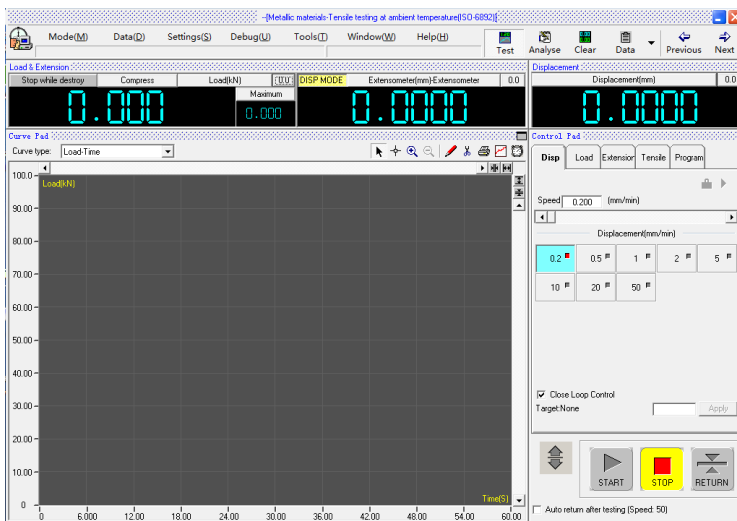 -[Metallic materials-Tensile testing at ambient temperature(ISO-6892)]
Mode(M) Data(D) Settings(S) Debug(U) Tools(T) Window(W) Help(H)
Test Analyse Clear Data Previous Next
Load & Extension
Stop while destroy Compress Load(kN) DISP MODE Extensometer(mm)-Extensometer 0.0
0.000
Maximum
0.000
0.000
Displacement
Displacement(mm) 0.0
0.000
Curve Pad
Curve type: Load-Time
Load(kN)
100.0
90.00
80.00
70.00
60.00
50.00
40.00
30.00
20.00
10.00
0
Time(S)
0 6.000 12.00 18.00 24.00 30.00 36.00 42.00 48.00 54.00 60.00
Control Pad
Disp Load Extension Tensile Program
Speed 0.200 (mm/min)
Displacement(mm/min)
0.2 0.5 1 2 5
10 20 50
Close Loop Control
Target:None Apply
START STOP RETURN
Auto return after testing (Speed: 50)